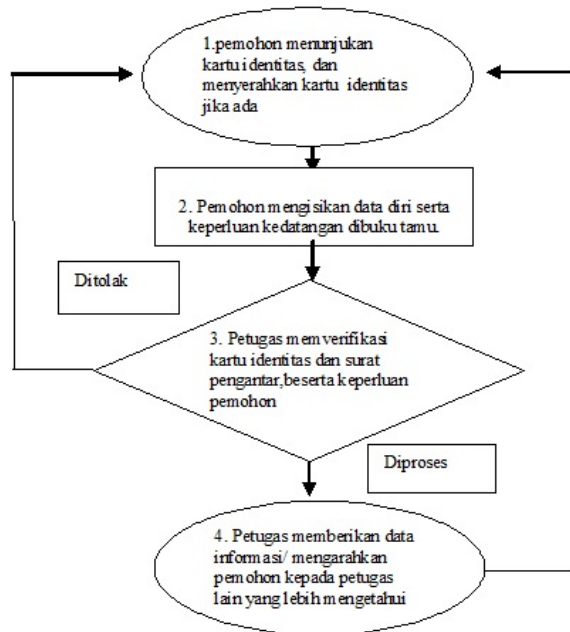 1.pemohon menunjukan
kartu identitas, dan
menyerahkan kartu identitas
jika ada
2. Pemohon mengisikan data diri serta
keperluan kedatangan dibuku tamu.
Ditolak
3. Petugas memverifikasi
kartu identitas dan surat
pengantar,beserta keperluan
pemohon
Diproses
4. Petugas memberikan data
informasi/ mengarahkan
pemohon kepada petugas
lain yang lebih mengetahui